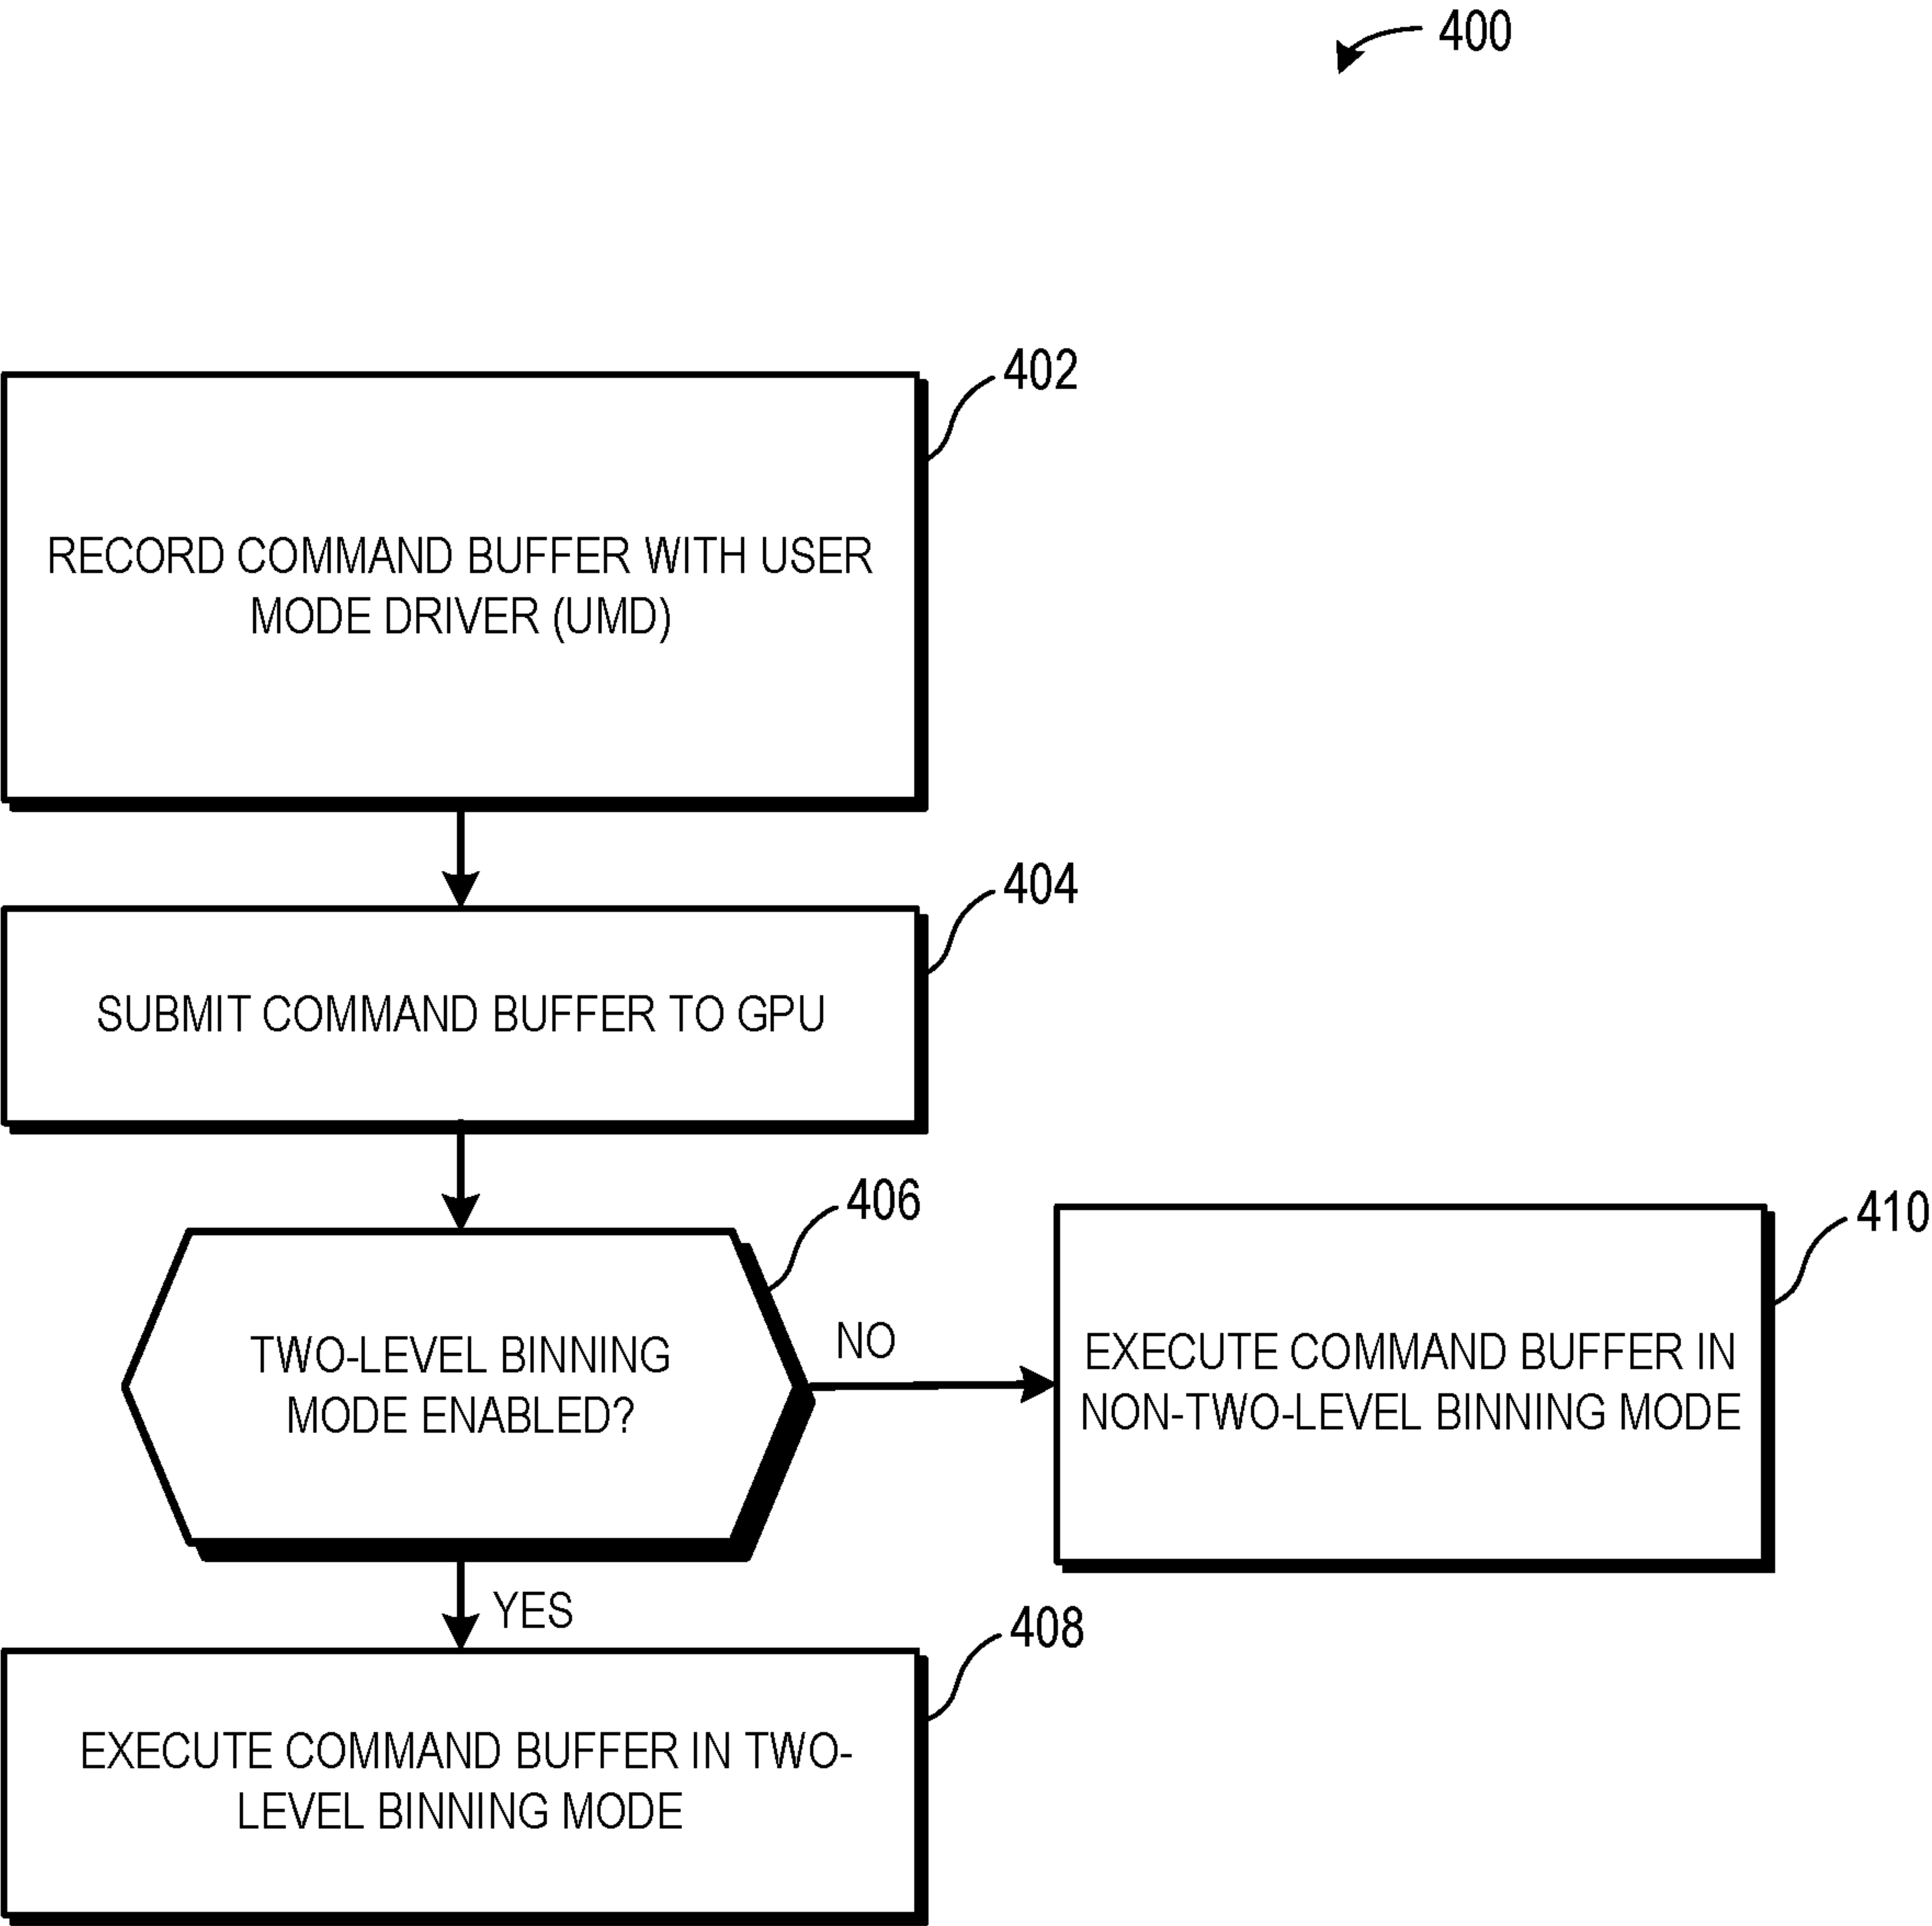 400
402
RECORD COMMAND BUFFER WITH USER
MODE DRIVER (UMD)
404
SUBMIT COMMAND BUFFER TO GPU
406
TWO-LEVEL BINNING
MODE ENABLED?
NO
410
EXECUTE COMMAND BUFFER IN
NON-TWO-LEVEL BINNING MODE
YES
408
EXECUTE COMMAND BUFFER IN TWO-
LEVEL BINNING MODE